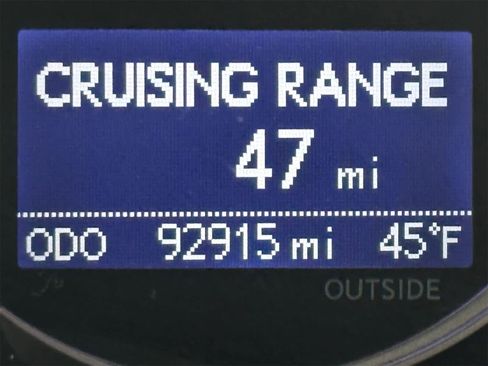 CRUISING RANGE
47 mi
ODO 92915 mi 45°F
OUTSIDE